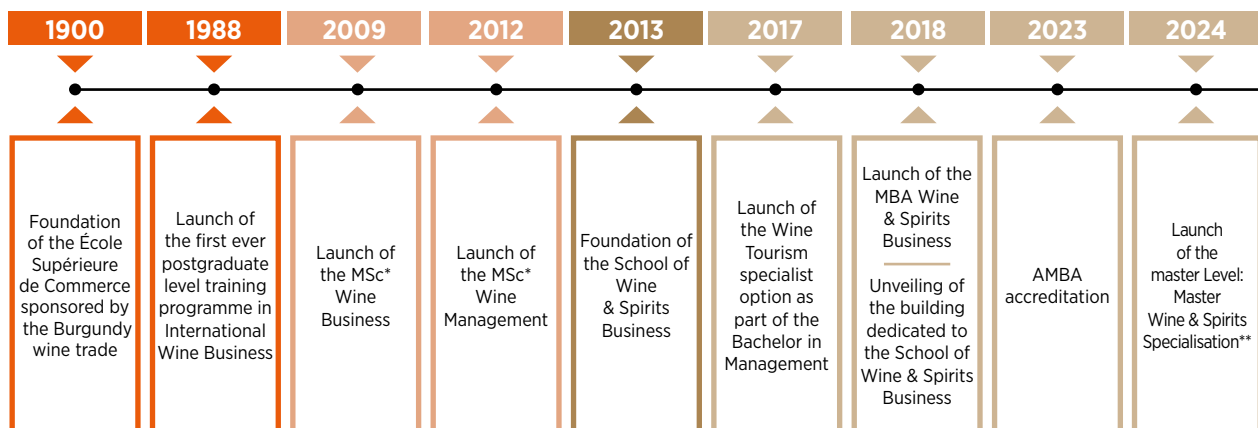 1900
1988
2009
2012
2013
2017
2018
2023
2024
Foundation
of the École
Supérieure
de Commerce
sponsored by
the Burgundy
wine trade
Launch of
the first ever
postgraduate
level training
programme in
International
Wine Business
Launch of
the MSc*
Wine
Business
Launch of
the MSc*
Wine
Management
Foundation of
the School of
Wine
& Spirits
Business
Launch of
the Wine
Tourism
specialist
option as
part of the
Bachelor in
Management
Launch of the
MBA Wine
& Spirits
Business
Unveiling of
the building
dedicated to
the School of
Wine & Spirits
Business
AMBA
accreditation
Launch
of the
master Level:
Master
Wine & Spirits
Specialisation**